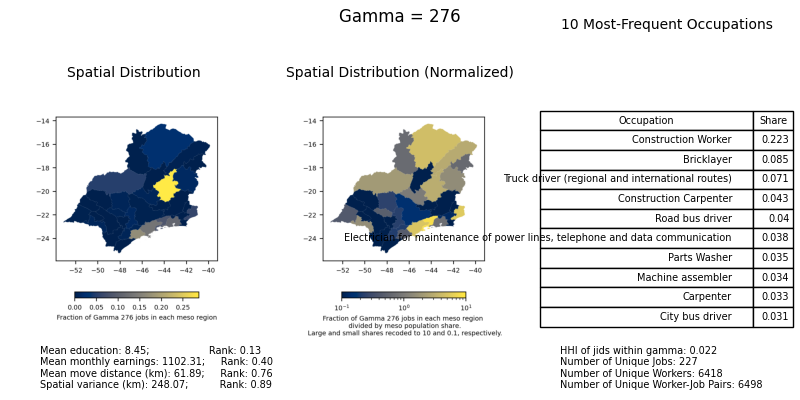 Gamma = 276
10 Most-Frequent Occupations
Spatial Distribution
Spatial Distribution (Normalized)
−14
−16
−18
−20
−22
−24
−52 −50 −48 −46 −44 −42 −40
0.00 0.05 0.10 0.15 0.20 0.25
Fraction of Gamma 276 jobs in each meso region
−14
−16
−18
−20
−22
−24
−52 −50 −48 −46 −44 −42 −40
10⁻¹ 10⁰ 10¹
Fraction of Gamma 276 jobs in each meso region
divided by meso population share.
Large and small shares recoded to 10 and 0.1, respectively.
Occupation Share
Construction Worker 0.223
Bricklayer 0.085
Truck driver (regional and international routes) 0.071
Construction Carpenter 0.043
Road bus driver 0.04
Electrician for maintenance of power lines, telephone and data communication 0.038
Parts Washer 0.035
Machine assembler 0.034
Carpenter 0.033
City bus driver 0.031
Mean education: 8.45; Rank: 0.13
Mean monthly earnings: 1102.31; Rank: 0.40
Mean move distance (km): 61.89; Rank: 0.76
Spatial variance (km): 248.07; Rank: 0.89
HHI of jids within gamma: 0.022
Number of Unique Jobs: 227
Number of Unique Workers: 6418
Number of Unique Worker-Job Pairs: 6498